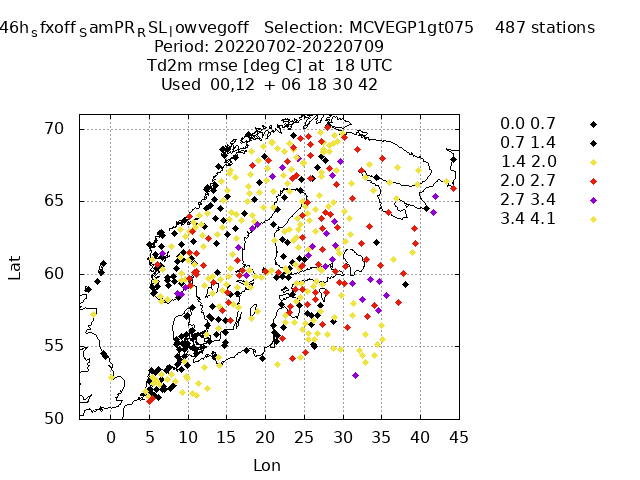 46h_sfxoff_SamPR_RSL_lowvegoff Selection: MCVEGP1gt075 487 stations
Period: 20220702-20220709
Td2m rmse [deg C] at 18 UTC
Used 00,12 + 06 18 30 42
70
65
60
55
50
Lat
0 5 10 15 20 25 30 35 40 45
Lon
0.0 0.7
0.7 1.4
1.4 2.0
2.0 2.7
2.7 3.4
3.4 4.1